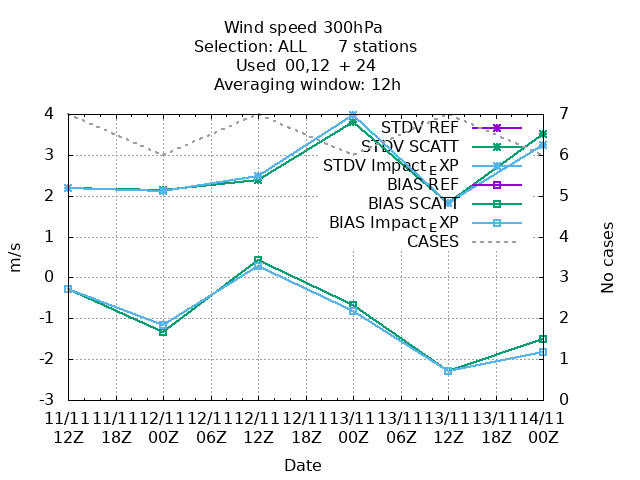 Wind speed 300hPa
Selection: ALL 7 stations
Used 00,12 + 24
Averaging window: 12h
4
3
2
1
0
-1
-2
-3
m/s
7
6
5
4
3
2
1
0
No cases
STDV REF
STDV SCATT
STDV Impact_EXP
BIAS REF
BIAS SCATT
BIAS Impact_EXP
CASES
11/11 11/11 12/11 12/11 12/11 12/11 13/11 13/11 13/11 13/11 14/11
12Z 18Z 00Z 06Z 12Z 18Z 00Z 06Z 12Z 18Z 00Z
Date